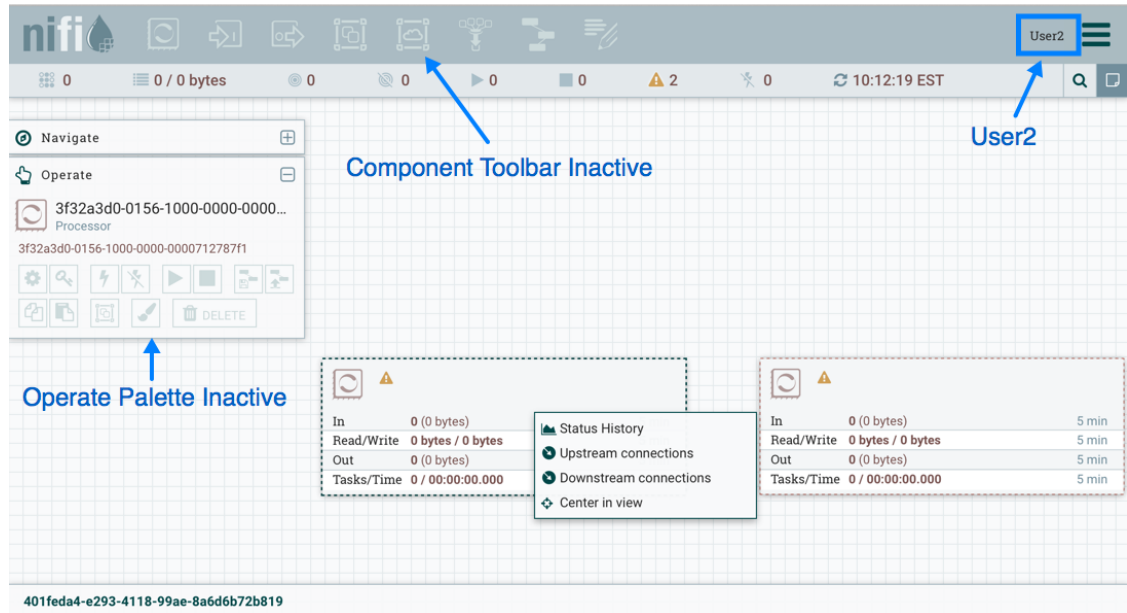 nifi
User2
0
0 / 0 bytes
0
0
0
0
2
0
10:12:19 EST
User2
Component Toolbar Inactive
Navigate
Operate
3f32a3d0-0156-1000-0000-0000...
Processor
3f32a3d0-0156-1000-0000-0000712787f1
DELETE
Operate Palette Inactive
In 0 (0 bytes)
Read/Write 0 bytes / 0 bytes
Out 0 (0 bytes)
Tasks/Time 0 / 00:00:00.000
Status History
Upstream connections
Downstream connections
Center in view
In 0 (0 bytes) 5 min
Read/Write 0 bytes / 0 bytes 5 min
Out 0 (0 bytes) 5 min
Tasks/Time 0 / 00:00:00.000 5 min
401feda4-e293-4118-99ae-8a6d6b72b819